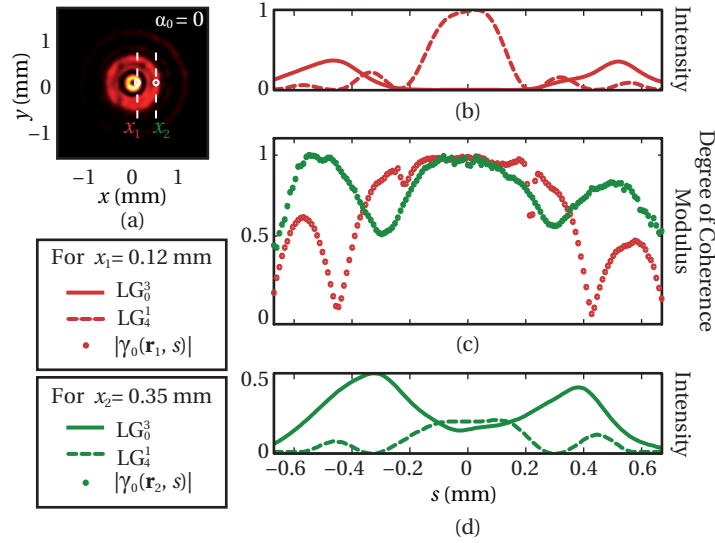 α₀ = 0
y (mm)
1
0
−1
x₁
x₂
−1
0
1
x (mm)
(a)
1
0
Intensity
(b)
1
0.5
0
Degree of Coherence
Modulus
(c)
For x₁= 0.12 mm
LG₀³
LG₄¹
|γ₀(r₁, s)|
For x₂= 0.35 mm
LG₀³
LG₄¹
|γ₀(r₂, s)|
0.5
0
Intensity
−0.6
−0.4
−0.2
0
0.2
0.4
0.6
s (mm)
(d)